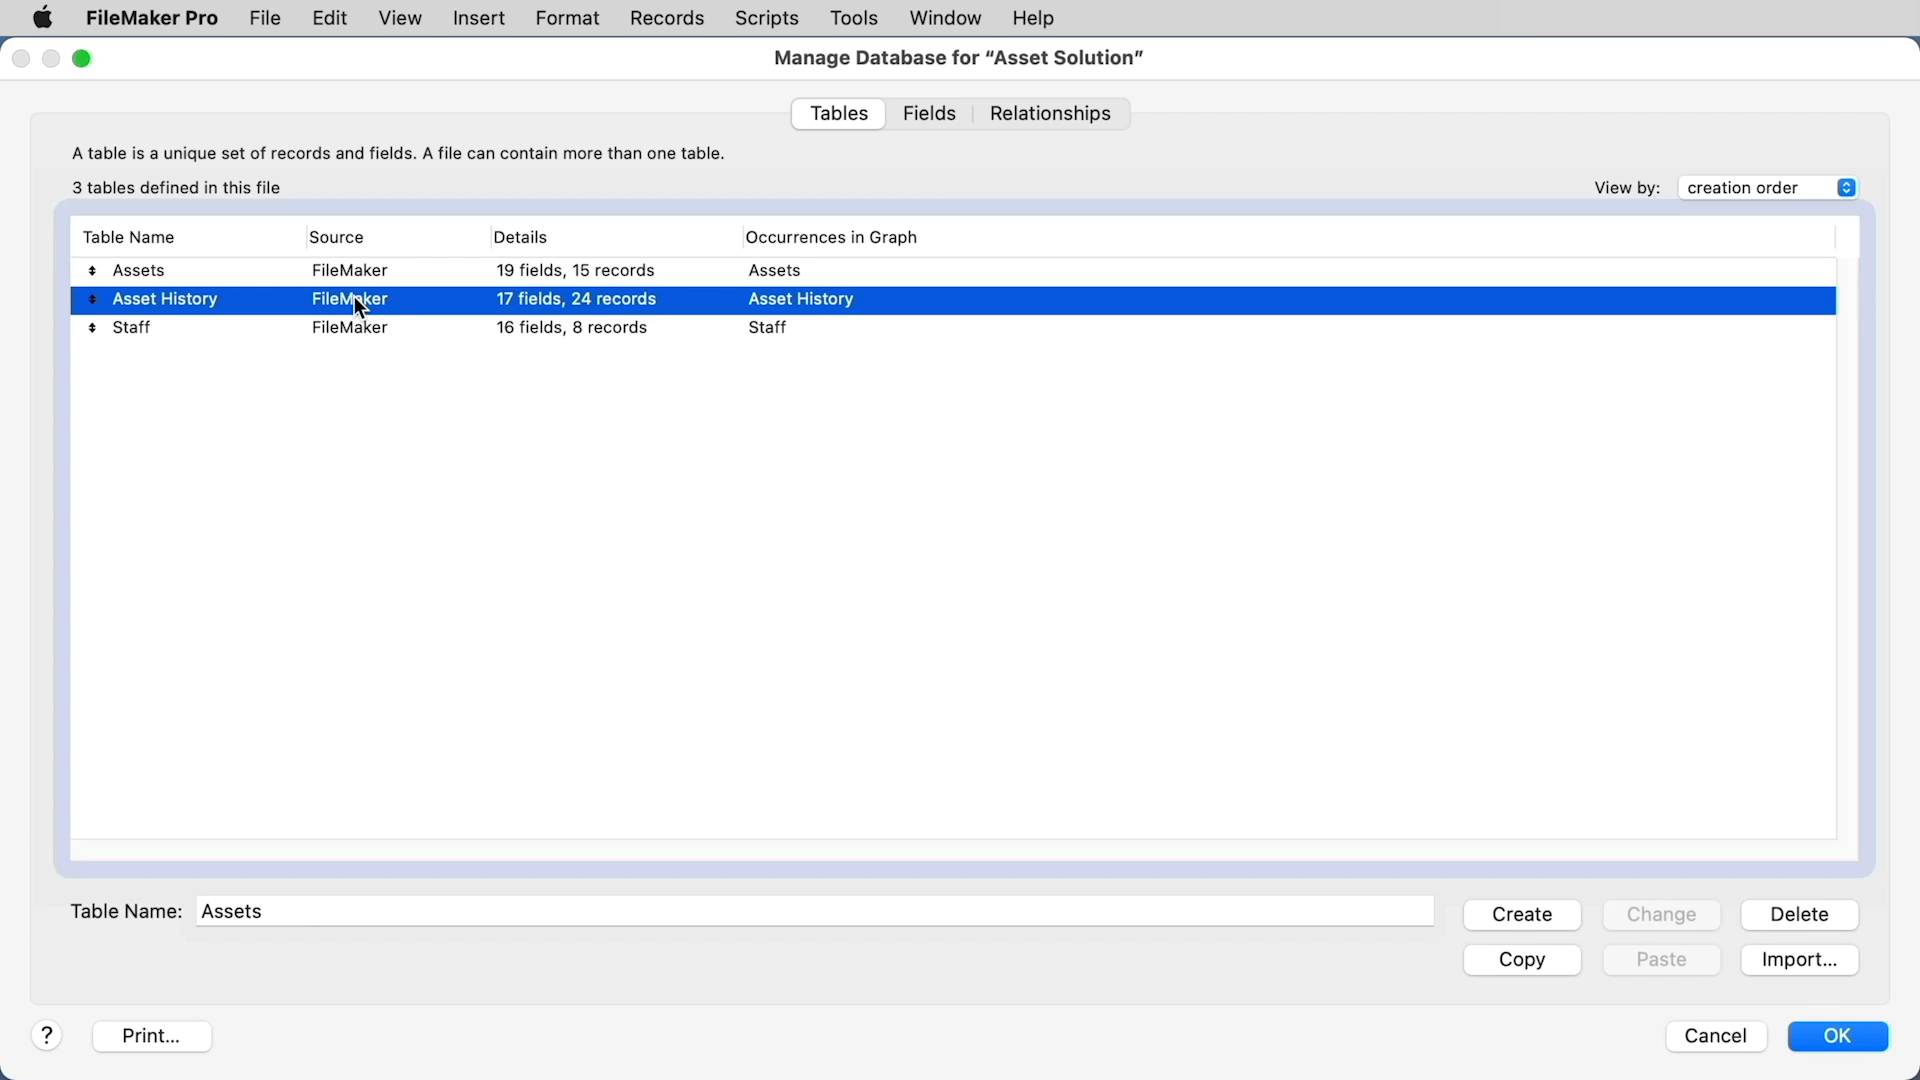 FileMaker Pro File Edit View Insert Format Records Scripts Tools Window Help
Manage Database for “Asset Solution”
Tables Fields Relationships
A table is a unique set of records and fields. A file can contain more than one table.
3 tables defined in this file View by: creation order
Table Name Source Details Occurrences in Graph
Assets FileMaker 19 fields, 15 records Assets
Asset History FileMaker 17 fields, 24 records Asset History
Staff FileMaker 16 fields, 8 records Staff
Table Name: Assets Create Change Delete
Copy Paste Import...
? Print... Cancel OK